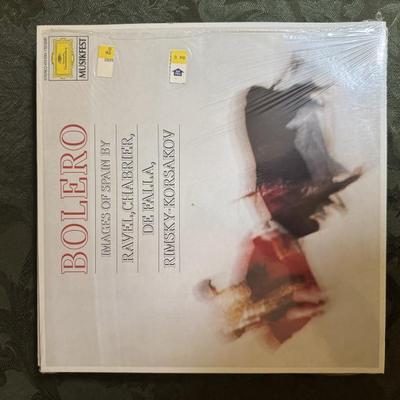 MUSIKFEST
BOLERO
IMAGES OF SPAIN BY
RAVEL, CHABRIER,
DE FALLA,
RIMSKY-KORSAKOV